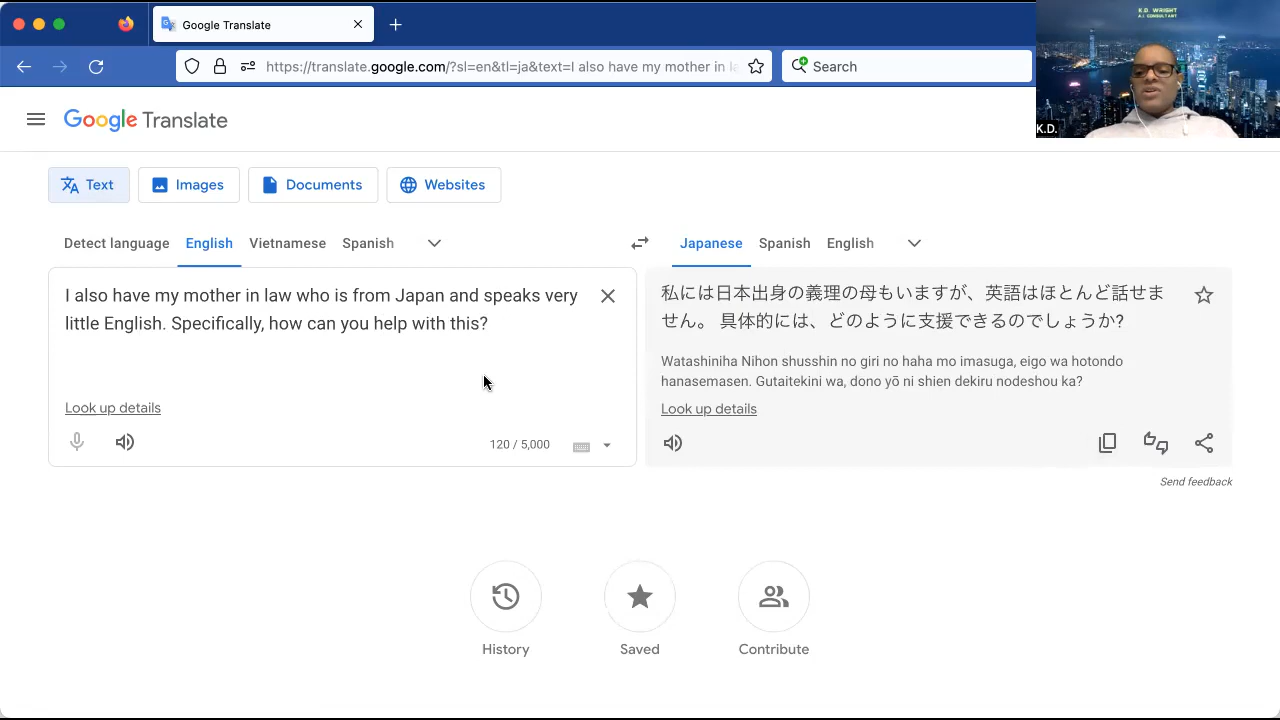 Google Translate
https://translate.google.com/?sl=en&tl=ja&text=I also have my mother in la
Search
K.D. WRIGHT
A.I CONSULTANT
K.D.
Google Translate
Text
Images
Documents
Websites
Detect language
English
Vietnamese
Spanish
Japanese
Spanish
English
I also have my mother in law who is from Japan and speaks very
little English. Specifically, how can you help with this?
Look up details
120 / 5,000
私には日本出身の義理の母もいますが、英語はほとんど話せま
せん。 具体的には、どのように支援できるのでしょうか?
Watashiniha Nihon shusshin no giri no haha mo imasuga, eigo wa hotondo
hanasemasen. Gutaitekini wa, dono yō ni shien dekiru nodeshou ka?
Look up details
Send feedback
History
Saved
Contribute